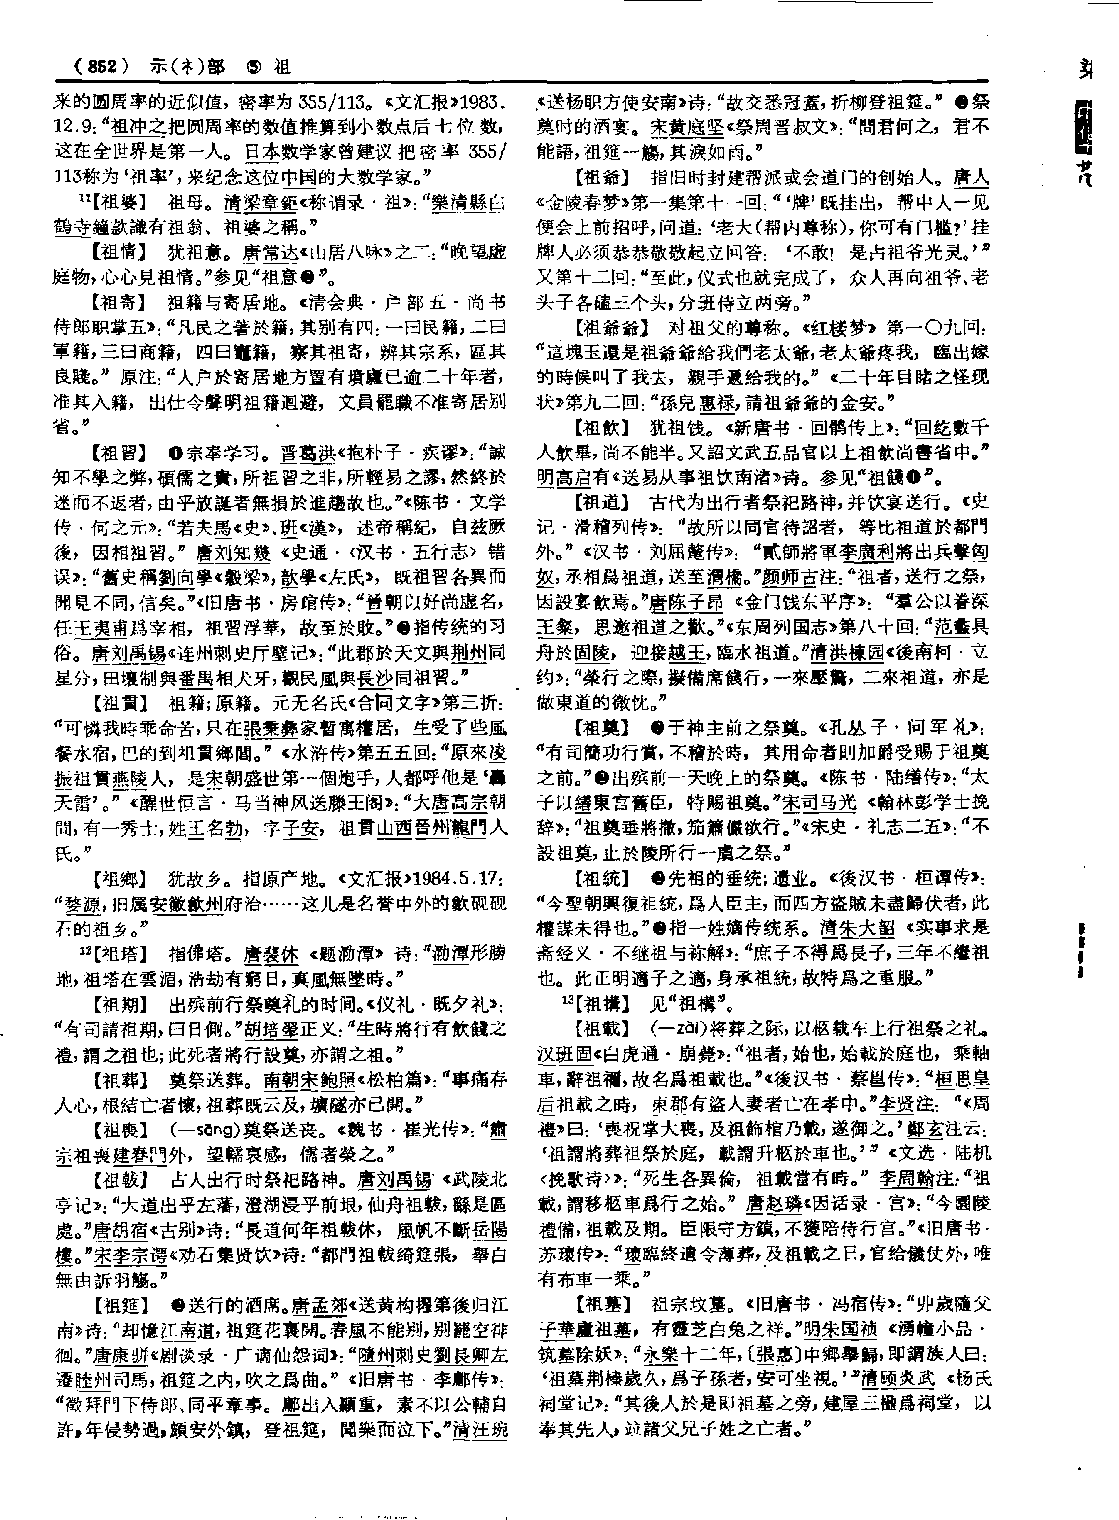 (852) 示(礻)部 ⑤ 祖
来的圆周率的近似值，密率为355/113。《文汇报》1983.
12.9：“祖冲之把圆周率的数值推算到小数点后七位数，
这在全世界是第一人。日本数学家曾建议把密率355/
113称为‘祖率’，来纪念这位中国的大数学家。”
11【祖婆】 祖母。清梁章鉅《称谓录·祖》：“樂清縣白
鶴寺鐘款識有祖翁、祖婆之稱。”
【祖情】 犹祖意。唐常达《山居八咏》之二：“晚望虚
庭物，心心見祖情。”参见“祖意❷”。
【祖寄】 祖籍与寄居地。《清会典·户部五·尚书
侍郎职掌五》：“凡民之著於籍，其别有四：一曰民籍，二曰
軍籍，三曰商籍，四曰竈籍，察其祖寄，辨其宗系，區其
良賤。”原注：“人户於寄居地方置有墳廬已逾二十年者，
准其入籍，出仕令聲明祖籍迴避，文員罷職不准寄居别
省。”
【祖習】 ❶宗奉学习。晋葛洪《抱朴子·疾谬》：“誠
知不學之弊，碩儒之貴，所祖習之非，所輕易之謬，然終於
迷而不返者，由乎放誕者無損於進趨故也。”《陈书·文学
传·何之元》：“若夫馬《史》、班《漢》，述帝稱紀，自兹厥
後，因相祖習。”唐刘知幾《史通·〈汉书·五行志〉错
误》：“舊史稱劉向學《穀梁》，歆學《左氏》，既祖習各異而
聞見不同，信矣。”《旧唐书·房琯传》：“晉朝以好尚虚名，
任王夷甫爲宰相，祖習浮華，故至於敗。”❷指传统的习
俗。唐刘禹锡《连州刺史厅壁记》：“此郡於天文與荆州同
星分，田壤制與番禺相犬牙，觀民風與長沙同祖習。”
【祖貫】 祖籍；原籍。元无名氏《合同文字》第三折：
“可憐我時乖命苦，只在張秉彝家暫寓權居，生受了些風
餐水宿，巴的到祖貫鄉閭。”《水浒传》第五五回：“原來凌
振祖貫燕陵人，是宋朝盛世第一個炮手，人都呼他是‘轟
天雷’。”《醒世恒言·马当神风送滕王阁》：“大唐高宗朝
間，有一秀士，姓王名勃，字子安，祖貫山西晉州龍門人
氏。”
【祖鄉】 犹故乡。指原产地。《文汇报》1984.5.17：
“婺源，旧属安徽歙州府治……这儿是名誉中外的歙砚砚
石的祖乡。”
12【祖塔】 指佛塔。唐裴休《题泐潭》诗：“泐潭形勝
地，祖塔在雲湄，浩劫有窮日，真風無墜時。”
【祖期】 出殡前行祭奠礼的时间。《仪礼·既夕礼》：
“有司請祖期，曰日側。”胡培翚正义：“生時將行有飲餞之
禮，謂之祖也；此死者將行設奠，亦謂之祖。”
【祖葬】 奠祭送葬。南朝宋鲍照《松柏篇》：“事痛存
人心，根結亡者懷，祖葬既云及，壙隧亦已開。”
【祖喪】 (—sāng)奠祭送丧。《魏书·崔光传》：“肅
宗祖喪建春門外，望轜哀感，儒者榮之。”
【祖軷】 古人出行时祭祀路神。唐刘禹锡《武陵北
亭记》：“大道出乎左藩，澄湖浸乎前垠，仙舟祖軷，繇是區
處。”唐胡宿《古别》诗：“長道何年祖軷休，風帆不斷岳陽
樓。”宋李宗谔《劝石集贤饮》诗：“都門祖軷綺筵張，舉白
無由訴羽觴。”
【祖筵】 ❶送行的酒席。唐孟郊《送黄构擢第後归江
南》诗：“却憶江南道，祖筵花裏開。春風不能别，别罷空徘
徊。”唐康骈《剧谈录·广谪仙怨词》：“隨州刺史劉長卿左
遷睦州司馬，祖筵之内，吹之爲曲。”《旧唐书·李鄘传》：
“徵拜門下侍郎、同平章事。鄘出入顯重，素不以公輔自
許，年侵勢過，頗安外鎮，登祖筵，聞樂而泣下。”清汪琬
《送杨职方使安南》诗：“故交悉冠蓋，折柳登祖筵。”❷祭
奠时的酒宴。宋黄庭坚《祭周晋叔文》：“問君何之，君不
能語，祖筵一觴，其淚如雨。”
【祖爷】 指旧时封建帮派或会道门的创始人。唐人
《金陵春梦》第一集第十一回：“‘牌’既挂出，帮中人一见
便会上前招呼，问道：‘老大(帮内尊称)，你可有门槛？’挂
牌人必须恭恭敬敬起立问答：‘不敢！是占祖爷光灵。’”
又第十二回：“至此，仪式也就完成了，众人再向祖爷、老
头子各磕三个头，分班侍立两旁。”
【祖爺爺】 对祖父的尊称。《红楼梦》第一〇九回：
“這塊玉還是祖爺爺給我們老太爺，老太爺疼我，臨出嫁
的時候叫了我去，親手遞給我的。”《二十年目睹之怪现
状》第九二回：“孫兒惠禄，請祖爺爺的金安。”
【祖飲】 犹祖饯。《新唐书·回鹘传上》：“回紇數千
人飲畢，尚不能半。又詔文武五品官以上祖飲尚書省中。”
明高启有《送易从事祖饮南渚》诗。参见“祖餞❶”。
【祖道】 古代为出行者祭祀路神，并饮宴送行。《史
记·滑稽列传》：“故所以同官待詔者，等比祖道於都門
外。”《汉书·刘屈氂传》：“貳師將軍李廣利將出兵擊匈
奴，丞相爲祖道，送至渭橋。”颜师古注：“祖者，送行之祭，
因設宴飲焉。”唐陈子昂《金门饯东平序》：“羣公以眷深
王粲，思邀祖道之歡。”《东周列国志》第八十回：“范蠡具
舟於固陵，迎接越王，臨水祖道。”清洪楝园《後南柯·立
约》：“榮行之際，擬備席餞行，一來壓驚，二來祖道，亦是
做東道的微忱。”
【祖奠】 ❶于神主前之祭奠。《孔丛子·问军礼》：
“有司簡功行賞，不稽於時，其用命者則加爵受賜于祖奠
之前。”❷出殡前一天晚上的祭奠。《陈书·陆缮传》：“太
子以繕東宫舊臣，特賜祖奠。”宋司马光《翰林彭学士挽
辞》：“祖奠垂將撤，笳簫儼欲行。”《宋史·礼志二五》：“不
設祖奠，止於陵所行一虞之祭。”
【祖统】 ❶先祖的垂统；遗业。《後汉书·桓谭传》：
“今聖朝興復祖统，爲人臣主，而四方盗賊未盡歸伏者，此
權謀未得也。”❷指一姓嫡传统系。清朱大韶《实事求是
斋经义·不继祖与祢解》：“庶子不得爲長子，三年不繼祖
也。此正明適子之適，身承祖统，故特爲之重服。”
13【祖搆】 见“祖構”。
【祖載】 (—zài)将葬之际，以柩载车上行祖祭之礼。
汉班固《白虎通·崩薨》：“祖者，始也，始載於庭也，乘軸
車，辭祖禰，故名爲祖載也。”《後汉书·蔡邕传》：“桓思皇
后祖載之時，東郡有盗人妻者亡在孝中。”李贤注：“《周
禮》曰：‘喪祝掌大喪，及祖飾棺乃載，遂御之。’鄭玄注云：
‘祖謂將葬祖祭於庭，載謂升柩於車也。’”《文选·陆机
〈挽歌诗〉》：“死生各異倫，祖載當有時。”李周翰注：“祖
載，謂移柩車爲行之始。”唐赵璘《因话录·宫》：“今園陵
禮備，祖載及期。臣限守方鎮，不獲陪侍行宫。”《旧唐书·
苏瓌传》：“瓌臨終遺令薄葬，及祖載之日，官给儀仗外，唯
有布車一乘。”
【祖墓】 祖宗坟墓。《旧唐书·冯宿传》：“丱歲隨父
子華廬祖墓，有靈芝白兔之祥。”明朱国祯《湧幢小品·
筑墓除妖》：“永樂十二年，〔張惠〕中鄉舉歸，即謂族人曰：
‘祖墓荆榛歲久，爲子孫者，安可坐視。’”清顾炎武《杨氏
祠堂记》：“其後人於是即祖墓之旁，建屋三楹爲祠堂，以
奉其先人，竝諸父兄子姓之亡者。”